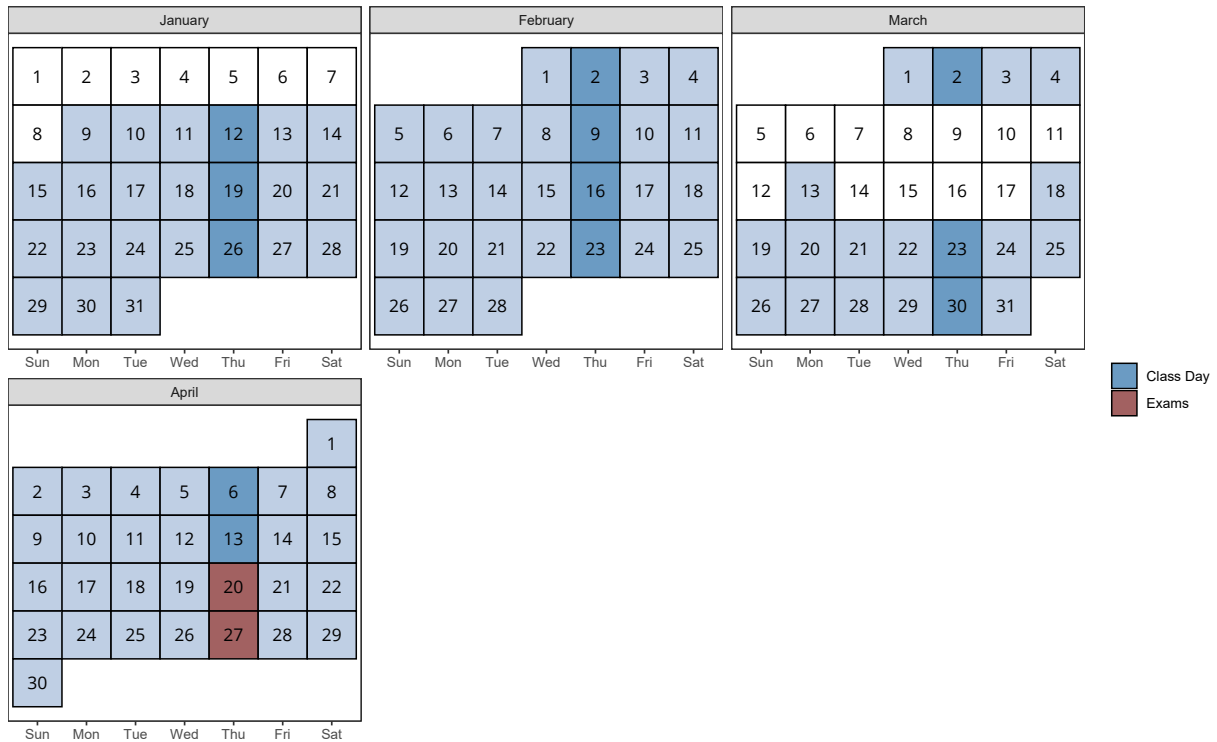 January
1 2 3 4 5 6 7
8 9 10 11 12 13 14
15 16 17 18 19 20 21
22 23 24 25 26 27 28
29 30 31
Sun Mon Tue Wed Thu Fri Sat
February
1 2 3 4
5 6 7 8 9 10 11
12 13 14 15 16 17 18
19 20 21 22 23 24 25
26 27 28
Sun Mon Tue Wed Thu Fri Sat
March
1 2 3 4
5 6 7 8 9 10 11
12 13 14 15 16 17 18
19 20 21 22 23 24 25
26 27 28 29 30 31
Sun Mon Tue Wed Thu Fri Sat
April
1
2 3 4 5 6 7 8
9 10 11 12 13 14 15
16 17 18 19 20 21 22
23 24 25 26 27 28 29
30
Sun Mon Tue Wed Thu Fri Sat
Class Day
Exams